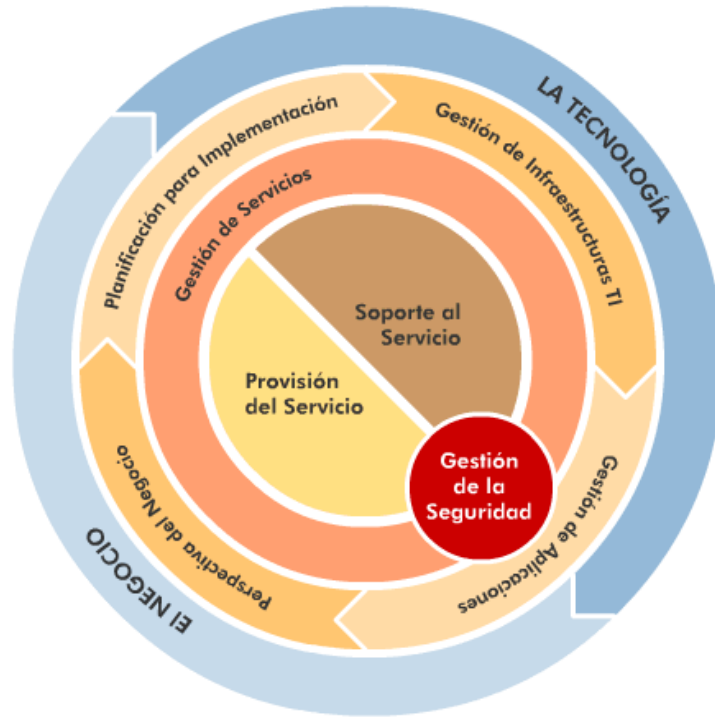 LA TECNOLOGÍA
Planificación para Implementación
Gestión de Infraestructuras TI
Gestión de Servicios
Soporte al
Servicio
Provisión
del Servicio
Gestión
de la
Seguridad
Gestión de Aplicaciones
Perspectiva del Negocio
El NEGOCIO